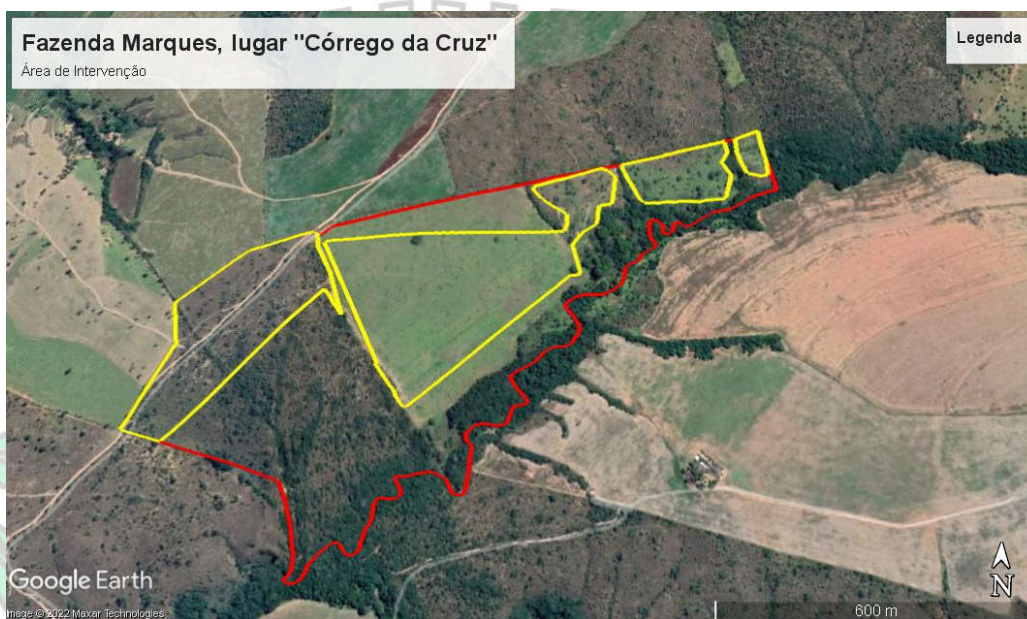 Fazenda Marques, lugar "Córrego da Cruz"
Área de Intervenção
Legenda
Google Earth
Image © 2022 Maxar Technologies
N
600 m